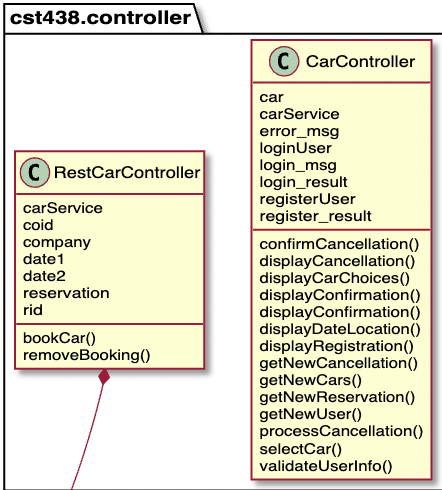 cst438.controller
C CarController
car
carService
error_msg
loginUser
login_msg
login_result
registerUser
register_result
confirmCancellation()
displayCancellation()
displayCarChoices()
displayConfirmation()
displayConfirmation()
displayDateLocation()
displayRegistration()
getNewCancellation()
getNewCars()
getNewReservation()
getNewUser()
processCancellation()
selectCar()
validateUserInfo()
C RestCarController
carService
coid
company
date1
date2
reservation
rid
bookCar()
removeBooking()